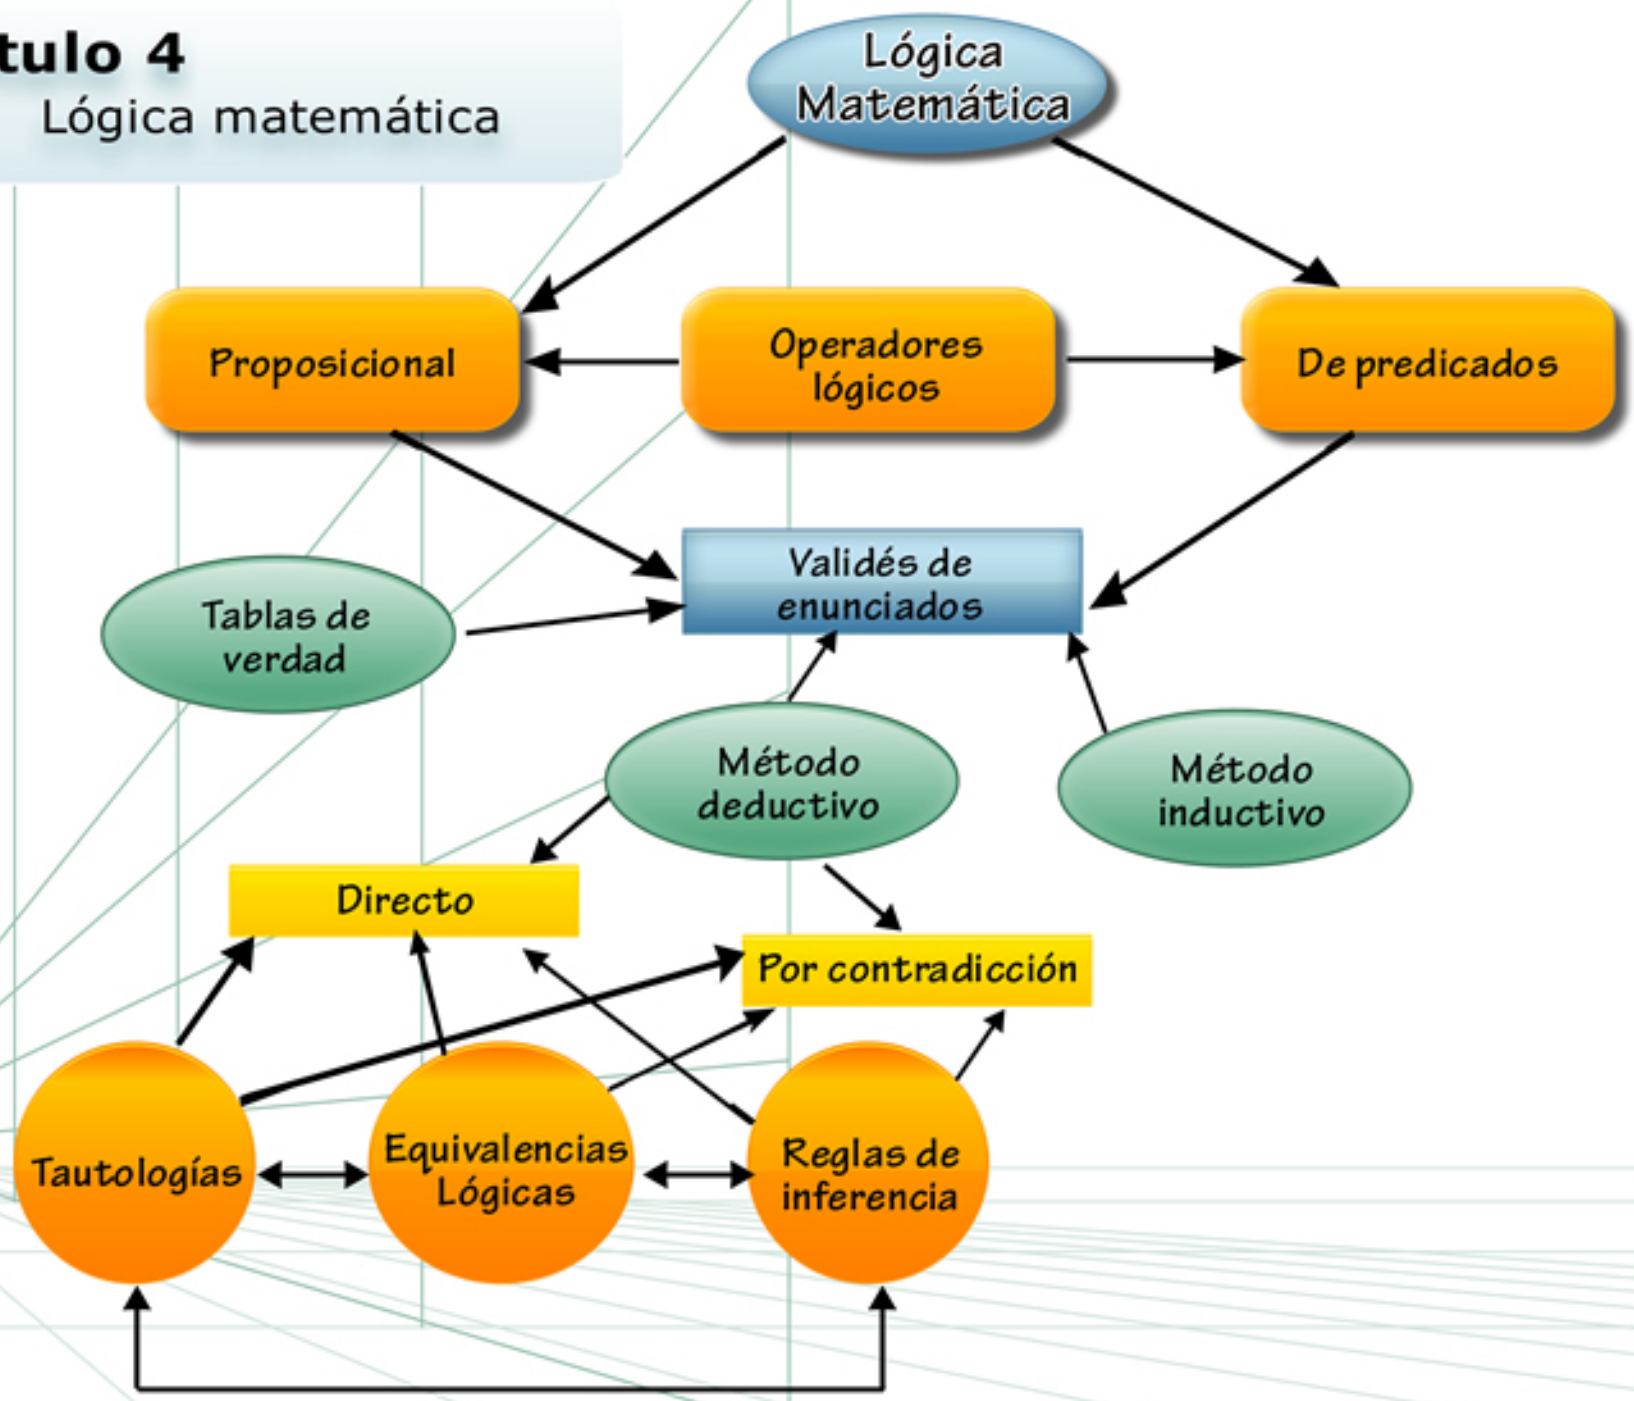 tulo 4
Lógica matemática
Lógica
Matemática
Proposicional
Operadores
lógicos
De predicados
Validés de
enunciados
Tablas de
verdad
Método
deductivo
Método
inductivo
Directo
Por contradicción
Tautologías
Equivalencias
Lógicas
Reglas de
inferencia